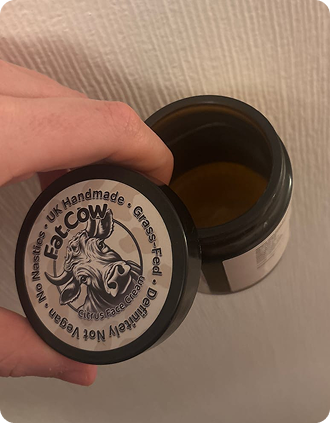 UK Handmade • Grass-Fed • Definitely Not Vegan • No Nasties •
Fat Cow
Citrus Face Cream